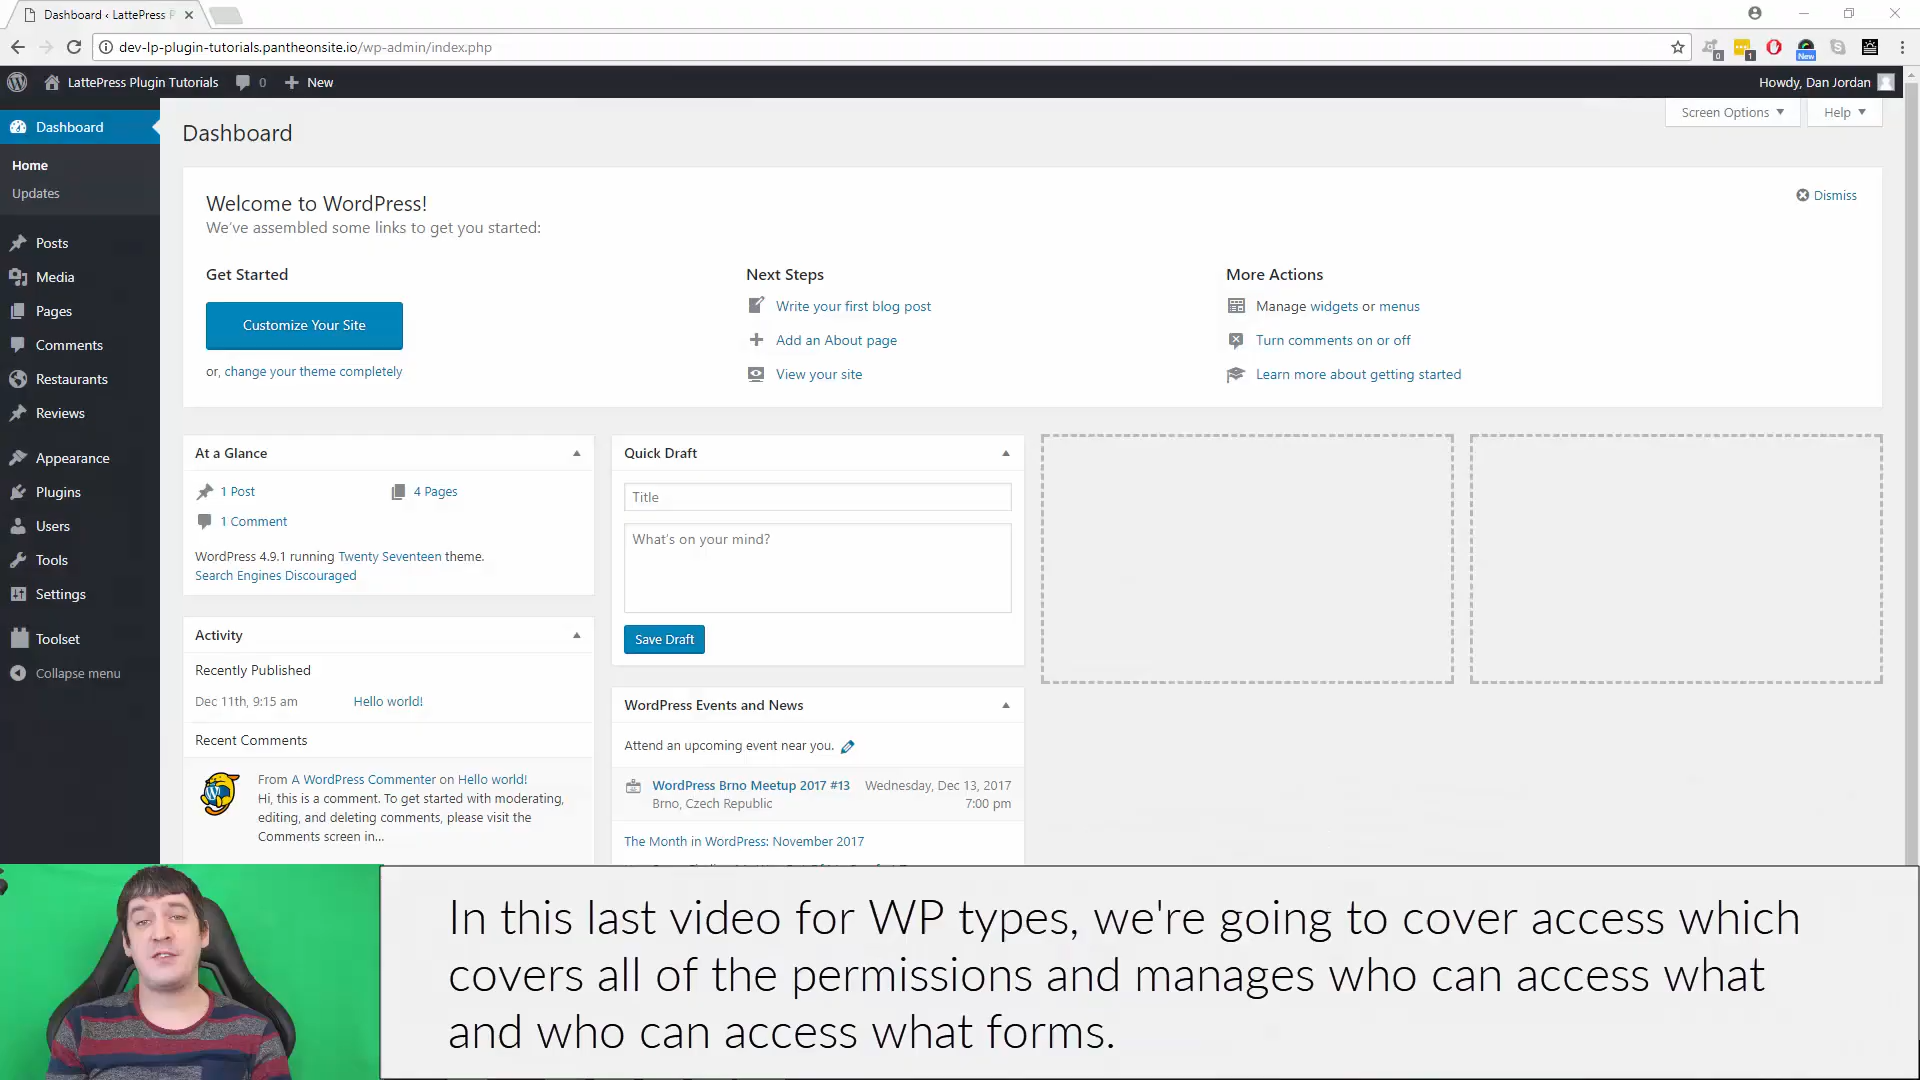 Dashboard ‹ LattePress P
dev-lp-plugin-tutorials.pantheonsite.io/wp-admin/index.php
0
1
New
LattePress Plugin Tutorials
0
New
Howdy, Dan Jordan
Dashboard
Home
Updates
Posts
Media
Pages
Comments
Restaurants
Reviews
Appearance
Plugins
Users
Tools
Settings
Toolset
Collapse menu
Dashboard
Screen Options
Help
Welcome to WordPress!
We've assembled some links to get you started:
Dismiss
Get Started
Customize Your Site
or, change your theme completely
Next Steps
Write your first blog post
Add an About page
View your site
More Actions
Manage widgets or menus
Turn comments on or off
Learn more about getting started
At a Glance
1 Post
4 Pages
1 Comment
WordPress 4.9.1 running Twenty Seventeen theme.
Search Engines Discouraged
Activity
Recently Published
Dec 11th, 9:15 am
Hello world!
Recent Comments
From A WordPress Commenter on Hello world!
Hi, this is a comment. To get started with moderating,
editing, and deleting comments, please visit the
Comments screen in...
Quick Draft
Title
What's on your mind?
Save Draft
WordPress Events and News
Attend an upcoming event near you.
WordPress Brno Meetup 2017 #13
Wednesday, Dec 13, 2017
Brno, Czech Republic
7:00 pm
The Month in WordPress: November 2017
In this last video for WP types, we're going to cover access which
covers all of the permissions and manages who can access what
and who can access what forms.